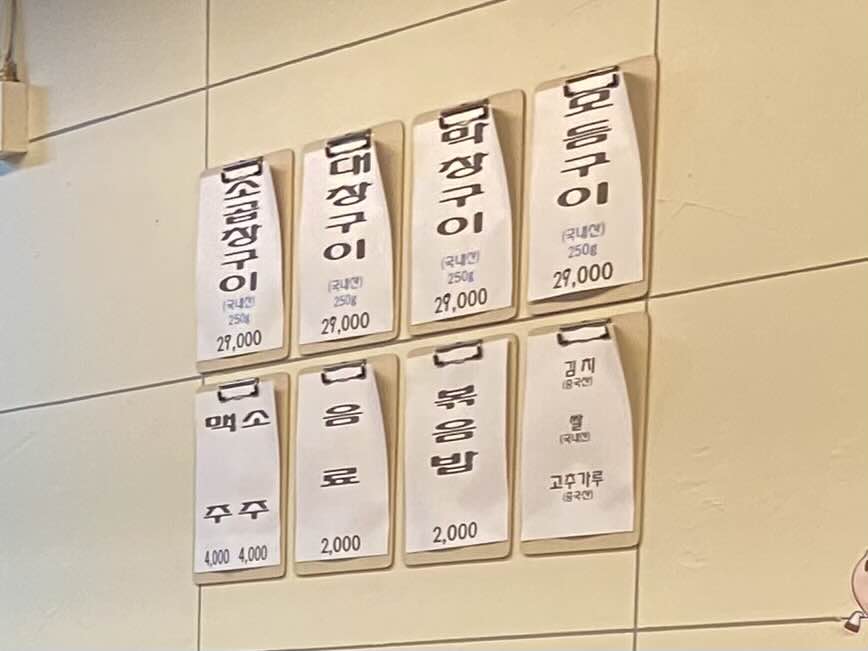 소곱창구이
(국내산)
250g
29,000
대창구이
(국내산)
250g
29,000
막창구이
(국내산)
250g
29,000
모듬구이
(국내산)
250g
29,000
맥주
4,000
소주
4,000
음료
2,000
볶음밥
2,000
김치
(중국산)
쌀
(국내산)
고추가루
(중국산)